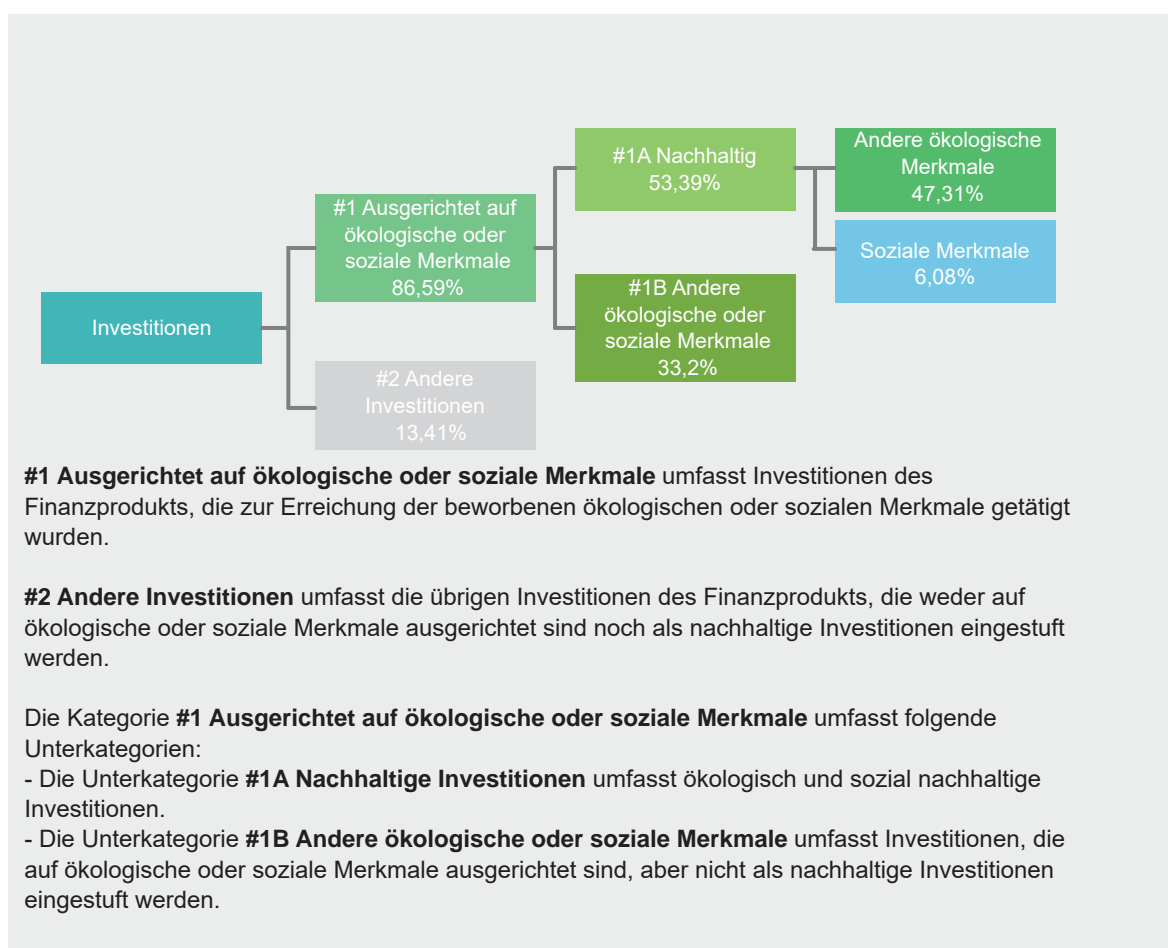 #1A Nachhaltig
53,39%
Andere ökologische
Merkmale
47,31%
#1 Ausgerichtet auf
ökologische oder
soziale Merkmale
86,59%
Soziale Merkmale
6,08%
#1B Andere
ökologische oder
soziale Merkmale
33,2%
Investitionen
#2 Andere
Investitionen
13,41%
#1 Ausgerichtet auf ökologische oder soziale Merkmale umfasst Investitionen des
Finanzprodukts, die zur Erreichung der beworbenen ökologischen oder sozialen Merkmale getätigt
wurden.
#2 Andere Investitionen umfasst die übrigen Investitionen des Finanzprodukts, die weder auf
ökologische oder soziale Merkmale ausgerichtet sind noch als nachhaltige Investitionen eingestuft
werden.
Die Kategorie #1 Ausgerichtet auf ökologische oder soziale Merkmale umfasst folgende
Unterkategorien:
- Die Unterkategorie #1A Nachhaltige Investitionen umfasst ökologisch und sozial nachhaltige
Investitionen.
- Die Unterkategorie #1B Andere ökologische oder soziale Merkmale umfasst Investitionen, die
auf ökologische oder soziale Merkmale ausgerichtet sind, aber nicht als nachhaltige Investitionen
eingestuft werden.